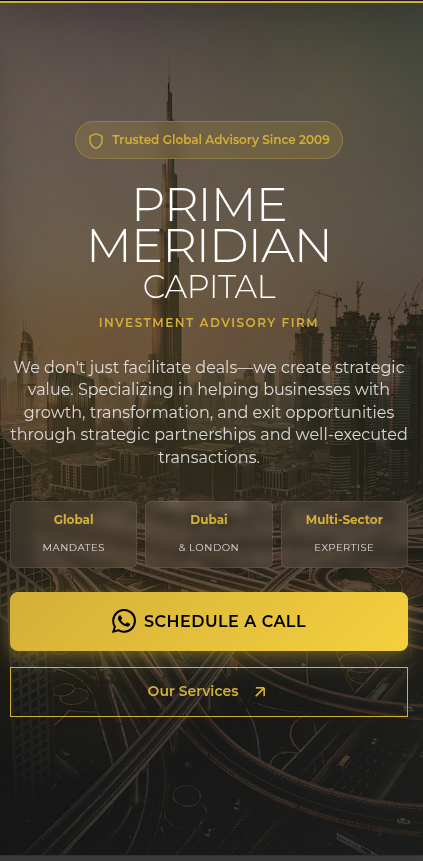 Trusted Global Advisory Since 2009
PRIME
MERIDIAN
CAPITAL
INVESTMENT ADVISORY FIRM
We don't just facilitate deals—we create strategic
value. Specializing in helping businesses with
growth, transformation, and exit opportunities
through strategic partnerships and well-executed
transactions.
Global
MANDATES
Dubai
& LONDON
Multi-Sector
EXPERTISE
SCHEDULE A CALL
Our Services